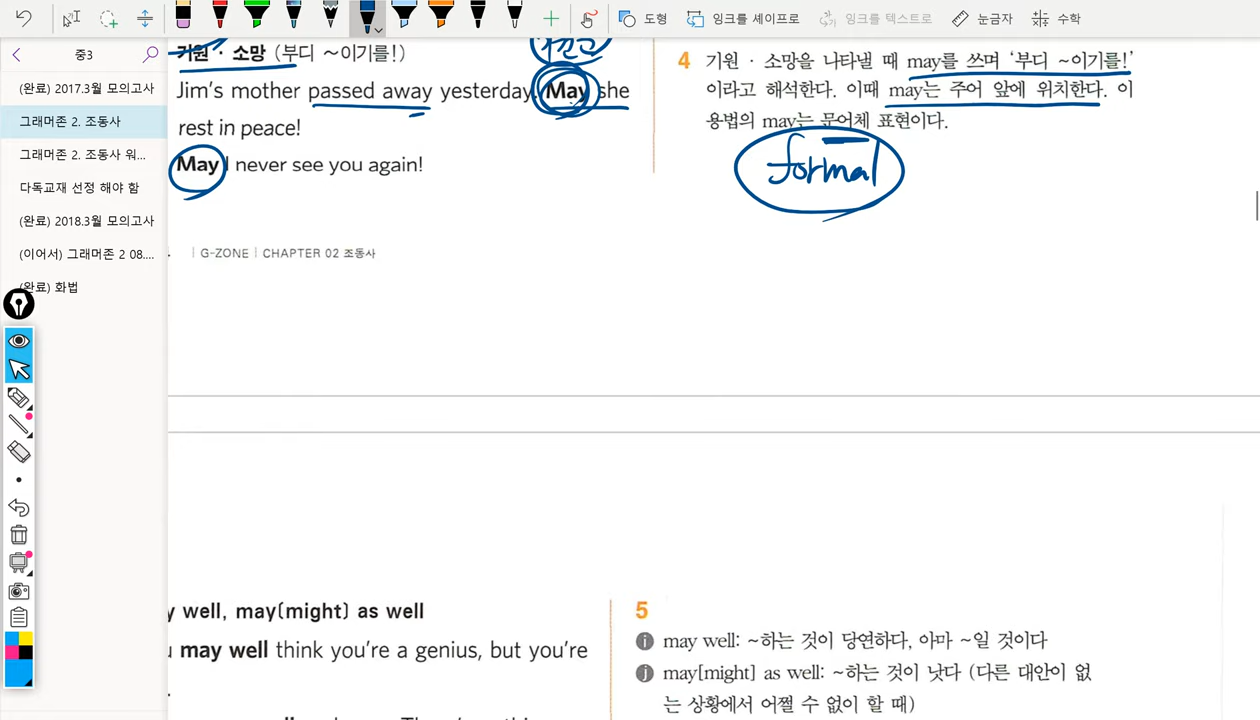 도형
잉크를 셰이프로
잉크를 텍스트로
눈금자
수학
중3
(완료) 2017.3월 모의고사
그래머존 2. 조동사
그래머존 2. 조동사 워...
다독교재 선정 해야 함
(완료) 2018.3월 모의고사
(이어서) 그래머존 2 08....
(완료) 화법
기원 · 소망 (부디 ~이기를!)
Jim's mother passed away yesterday. May she
rest in peace!
May I never see you again!
4 기원 · 소망을 나타낼 때 may를 쓰며 '부디 ~이기를!'
이라고 해석한다. 이때 may는 주어 앞에 위치한다. 이
용법의 may는 문어체 표현이다.
formal
G-ZONE | CHAPTER 02 조동사
well, may(might) as well
may well think you're a genius, but you're
5
i may well: ~하는 것이 당연하다, 아마 ~일 것이다
j may[might] as well: ~하는 것이 낫다 (다른 대안이 없
는 상황에서 어쩔 수 없이 할 때)